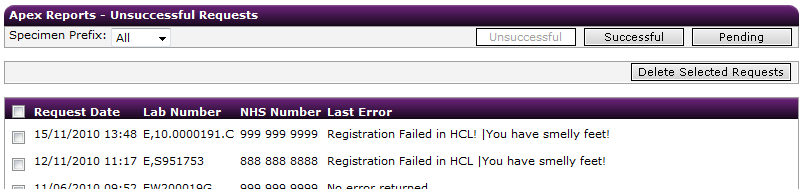 Apex Reports - Unsuccessful Requests
Specimen Prefix: All Unsuccessful Successful Pending
Delete Selected Requests
Request Date Lab Number NHS Number Last Error
15/11/2010 13:48 E,10.0000191.C 999 999 9999 Registration Failed in HCL! |You have smelly feet!
12/11/2010 11:17 E,S951753 888 888 8888 Registration Failed in HCL |You have smelly feet!
11/06/2010 09:52 EW200019G 999 999 9999 No error returned